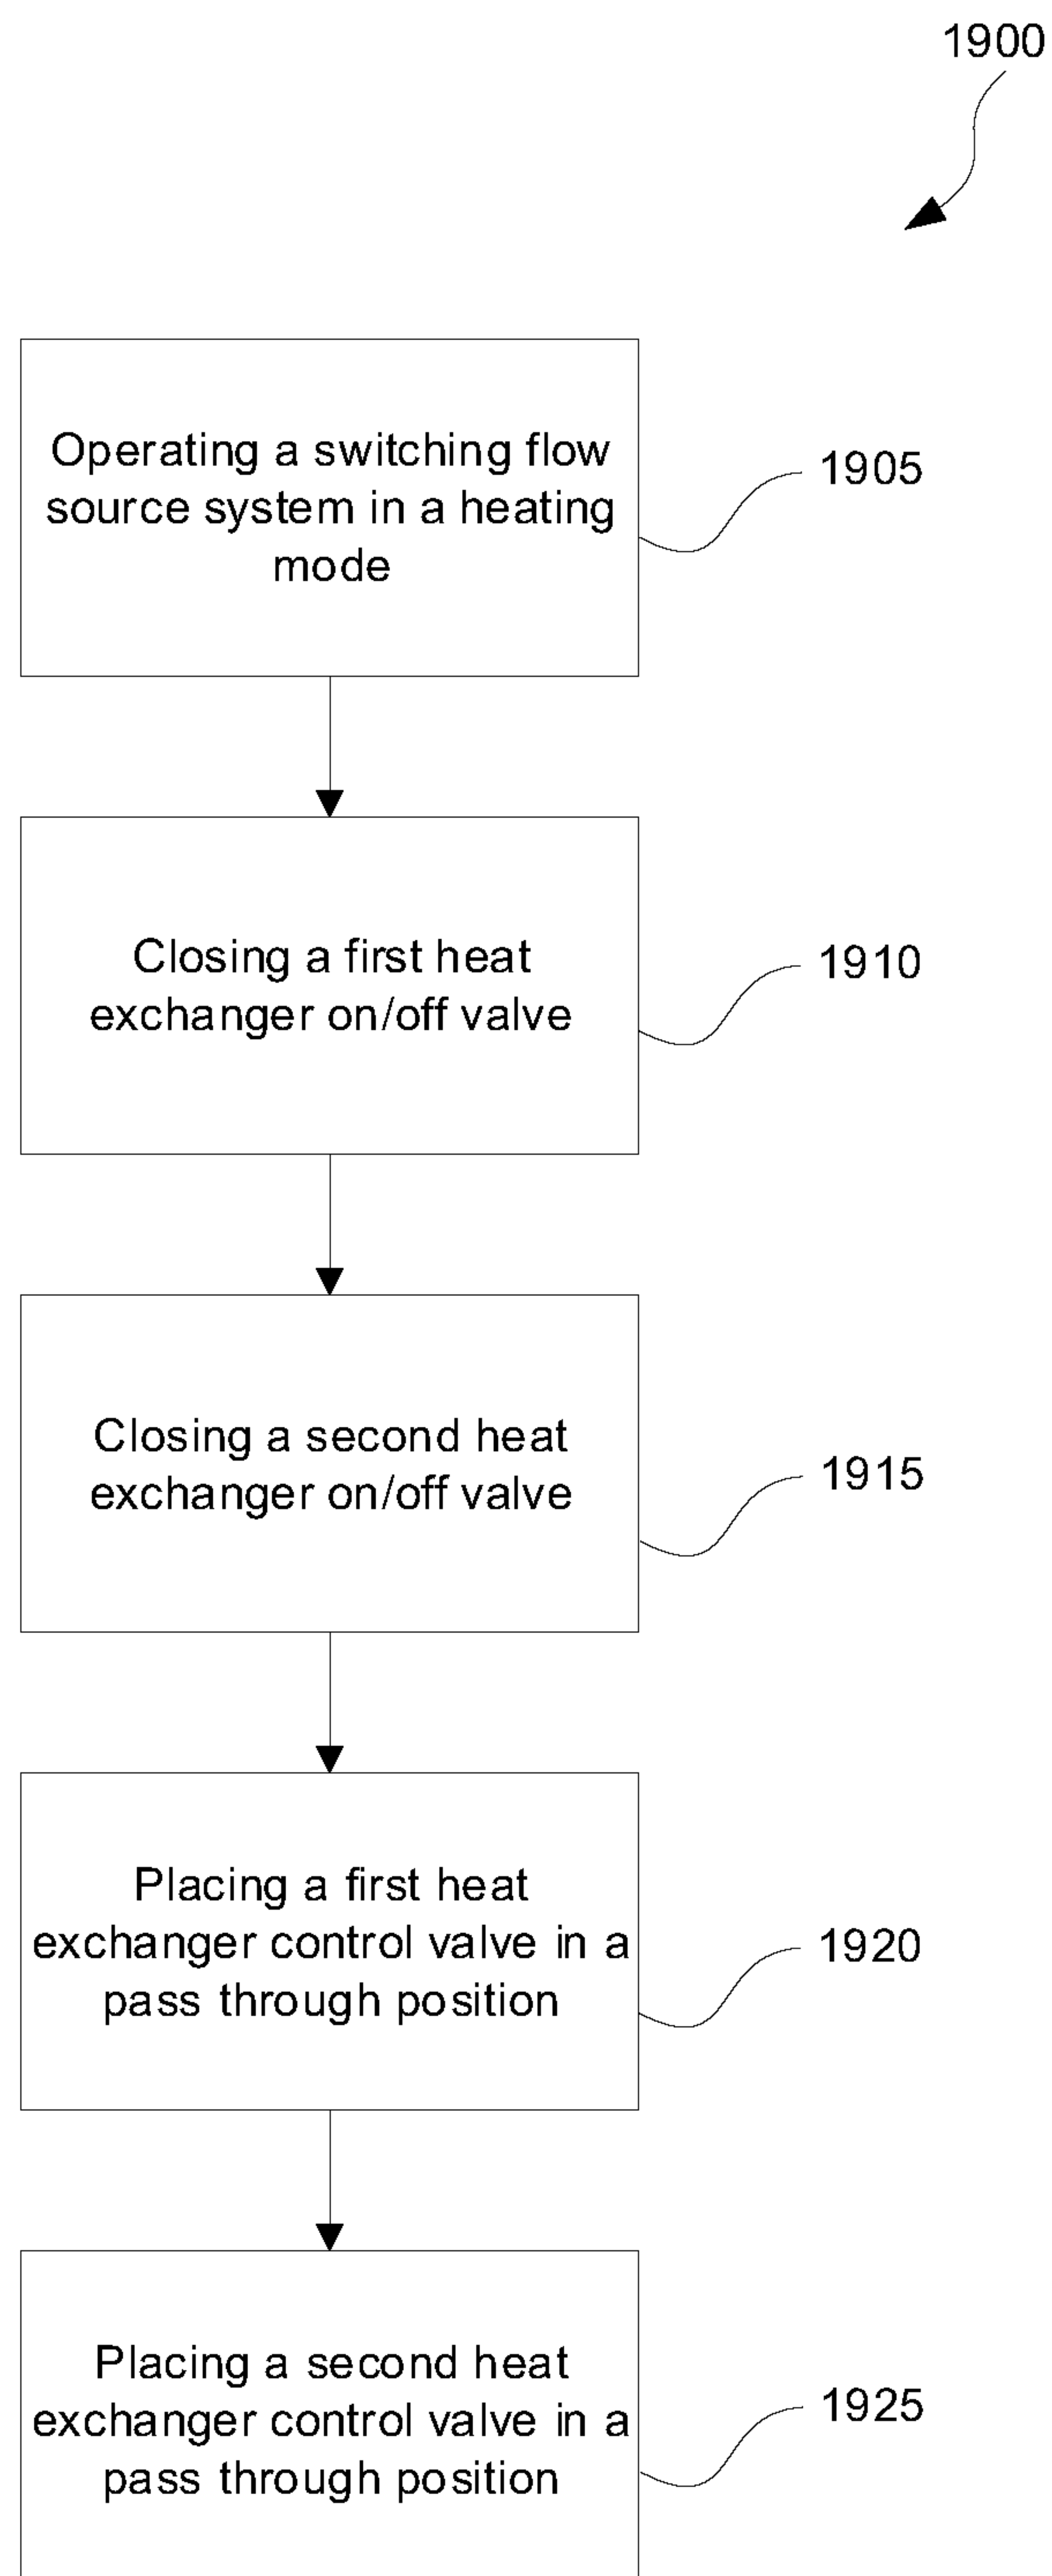 1900
Operating a switching flow
source system in a heating
mode
1905
Closing a first heat
exchanger on/off valve
1910
Closing a second heat
exchanger on/off valve
1915
Placing a first heat
exchanger control valve in a
pass through position
1920
Placing a second heat
exchanger control valve in a
pass through position
1925